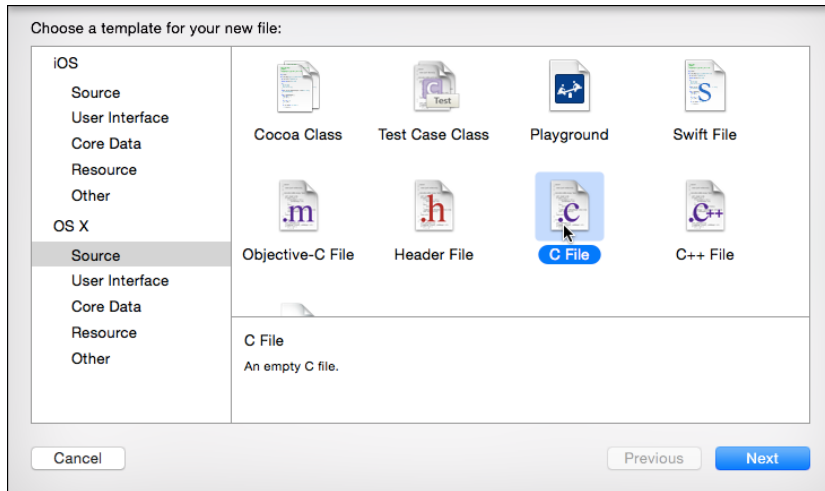 Choose a template for your new file:
iOS
Source
User Interface
Core Data
Resource
Other
OS X
Source
User Interface
Core Data
Resource
Other
Test
Cocoa Class
Test Case Class
Playground
Swift File
.m
.h
.c
.C++
Objective-C File
Header File
C File
C++ File
C File
An empty C file.
Cancel
Previous
Next